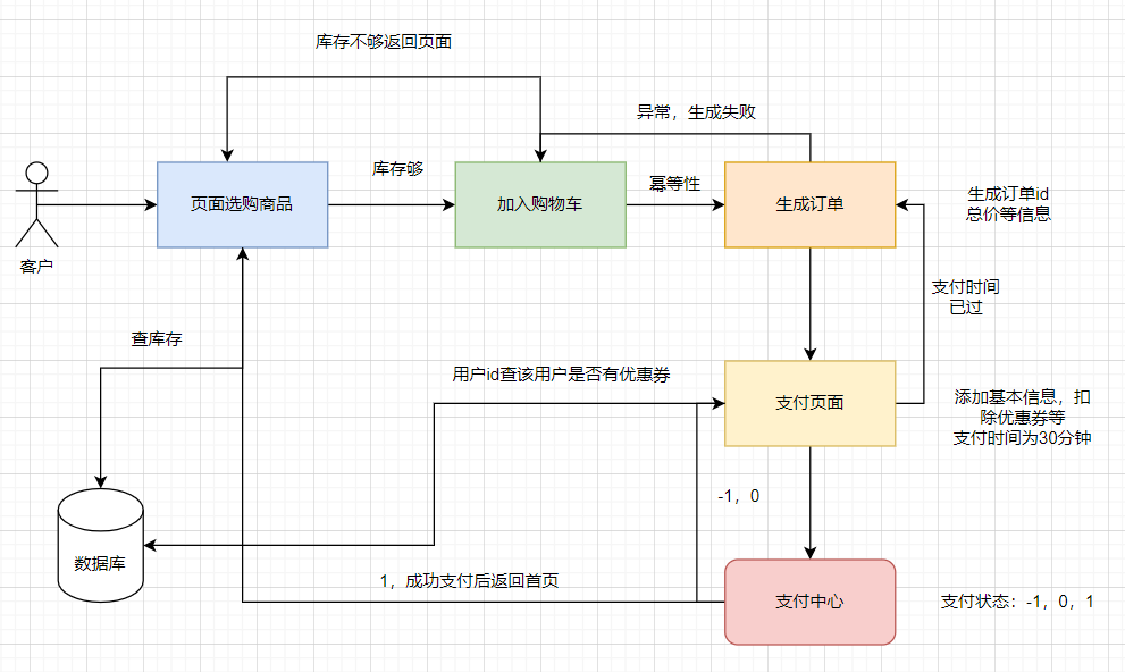 库存不够返回页面
异常，生成失败
库存够
幂等性
页面选购商品
加入购物车
生成订单
生成订单id
总价等信息
客户
支付时间
已过
查库存
用户id查该用户是否有优惠券
支付页面
添加基本信息，扣
除优惠券等
支付时间为30分钟
-1，0
数据库
1，成功支付后返回首页
支付中心
支付状态：-1，0，1